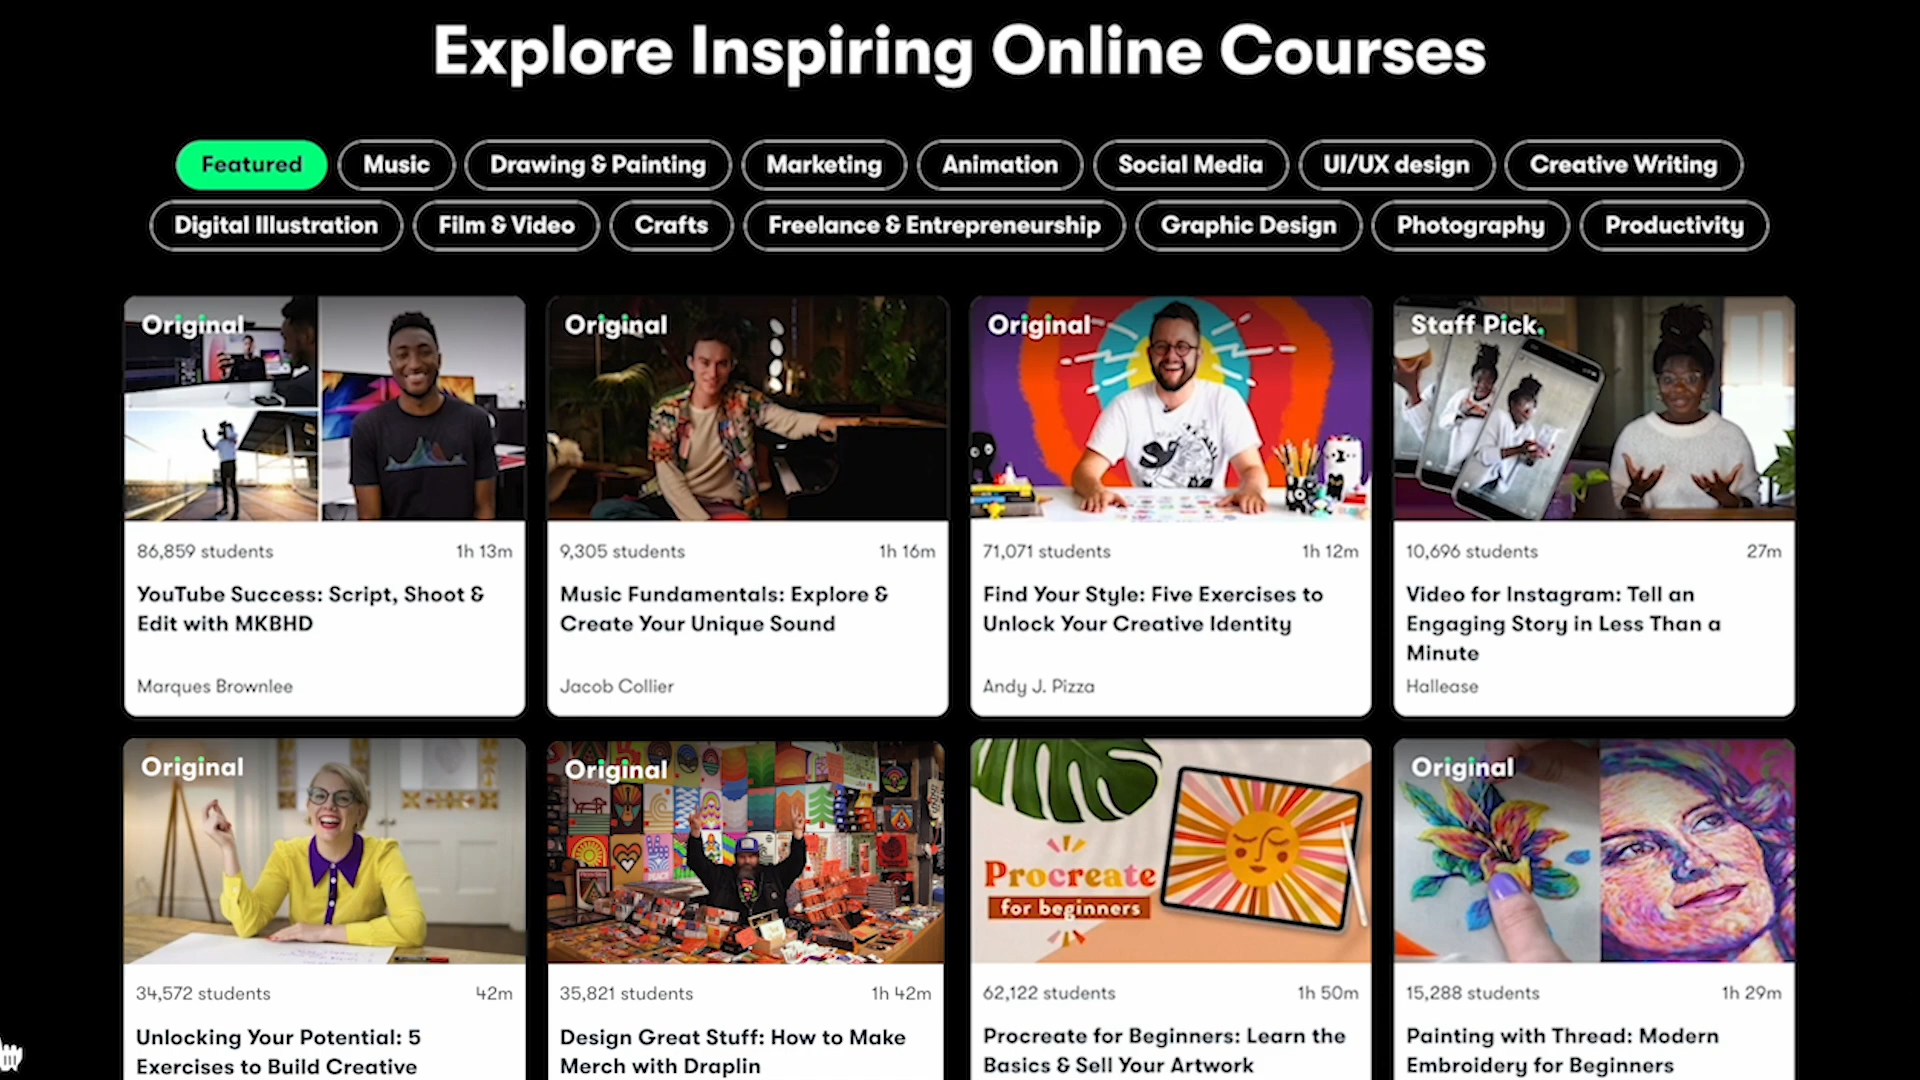 Explore Inspiring Online Courses
Featured
Music
Drawing & Painting
Marketing
Animation
Social Media
UI/UX design
Creative Writing
Digital Illustration
Film & Video
Crafts
Freelance & Entrepreneurship
Graphic Design
Photography
Productivity
Original
86,859 students
1h 13m
YouTube Success: Script, Shoot &
Edit with MKBHD
Marques Brownlee
Original
9,305 students
1h 16m
Music Fundamentals: Explore &
Create Your Unique Sound
Jacob Collier
Original
71,071 students
1h 12m
Find Your Style: Five Exercises to
Unlock Your Creative Identity
Andy J. Pizza
Staff Pick.
10,696 students
27m
Video for Instagram: Tell an
Engaging Story in Less Than a
Minute
Hallease
Original
34,572 students
42m
Unlocking Your Potential: 5
Exercises to Build Creative
Original
35,821 students
1h 42m
Design Great Stuff: How to Make
Merch with Draplin
Procreate
for beginners
62,122 students
1h 50m
Procreate for Beginners: Learn the
Basics & Sell Your Artwork
Original
15,288 students
1h 29m
Painting with Thread: Modern
Embroidery for Beginners